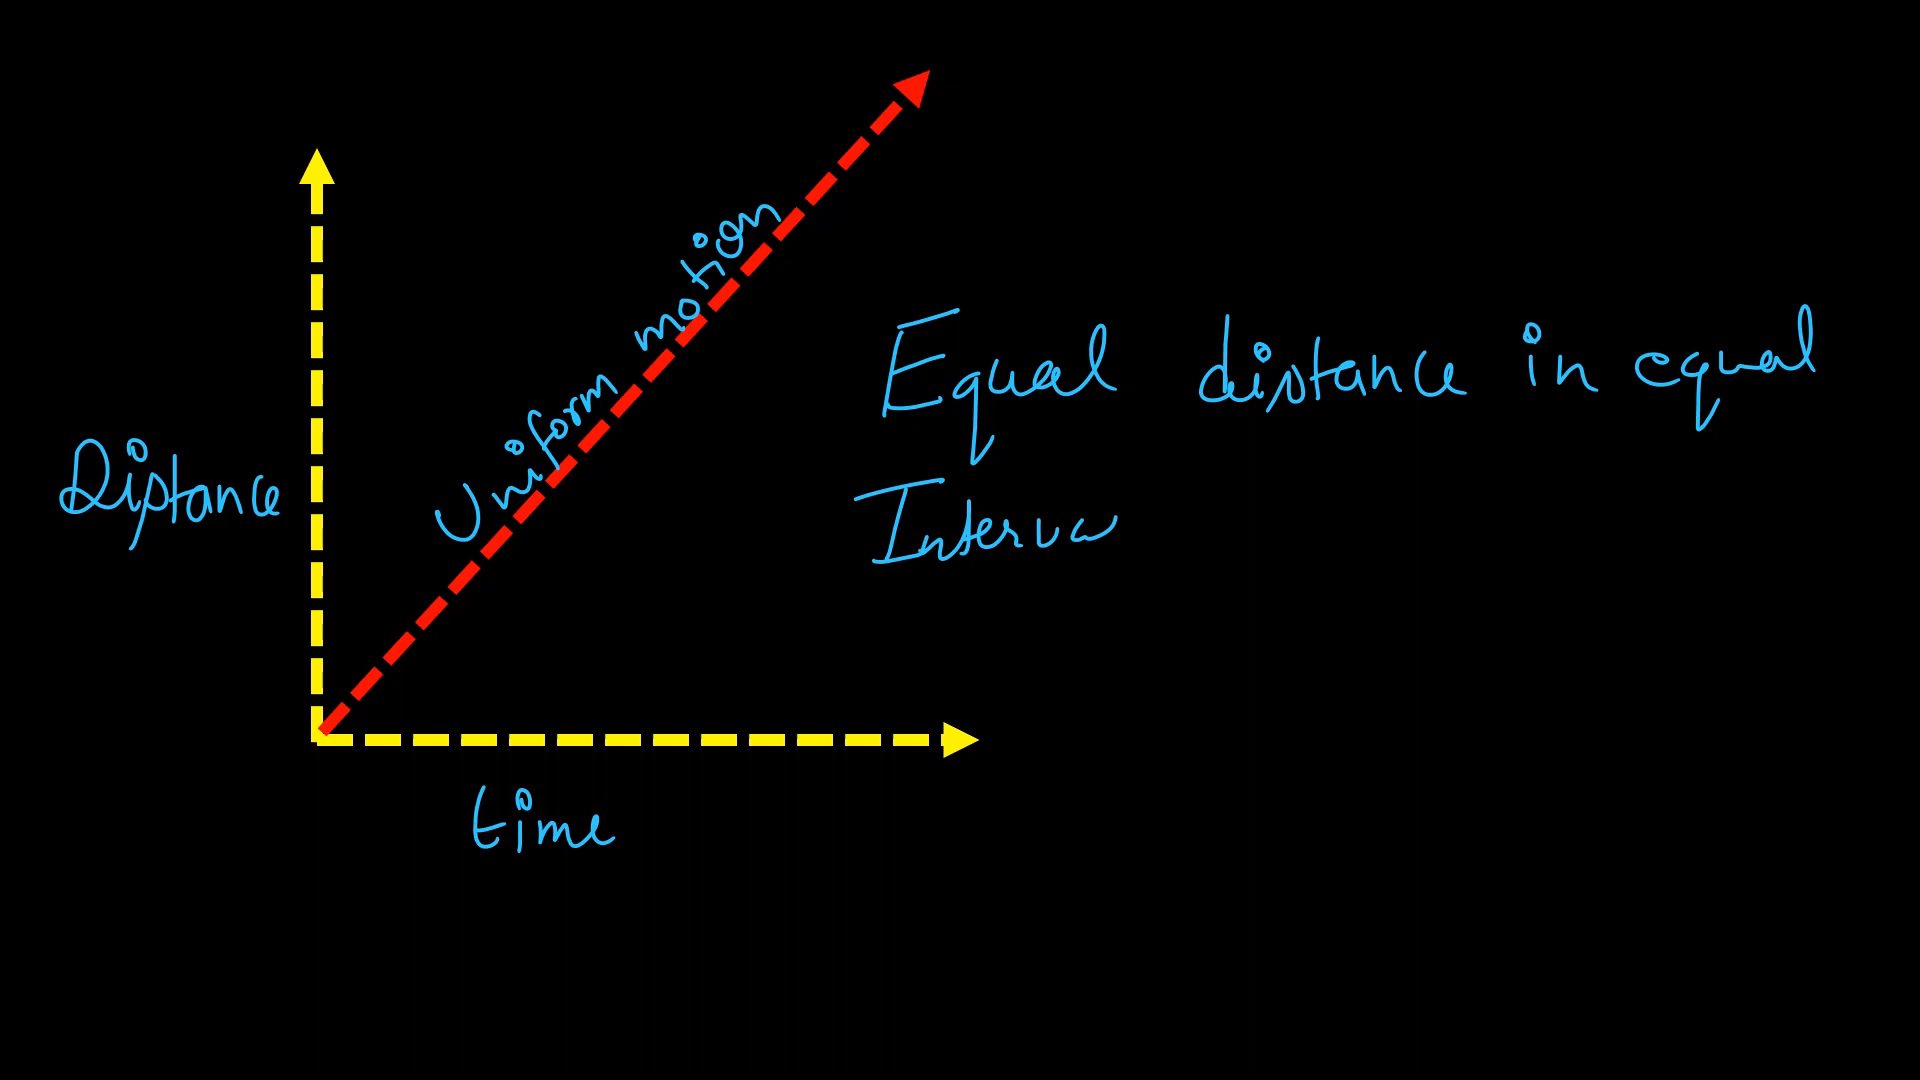 Uniform motion
Distance
Equal distance in equal
Interva
time